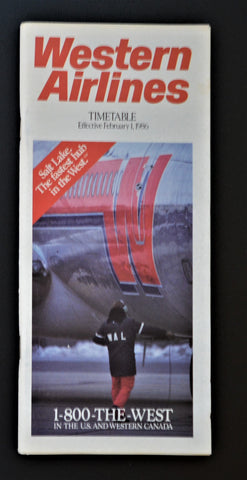 Western
Airlines
TIMETABLE
Effective February 1, 1986
Salt Lake.
The fastest hub
in the West.
WAL
1-800-THE-WEST
IN THE U.S. AND WESTERN CANADA